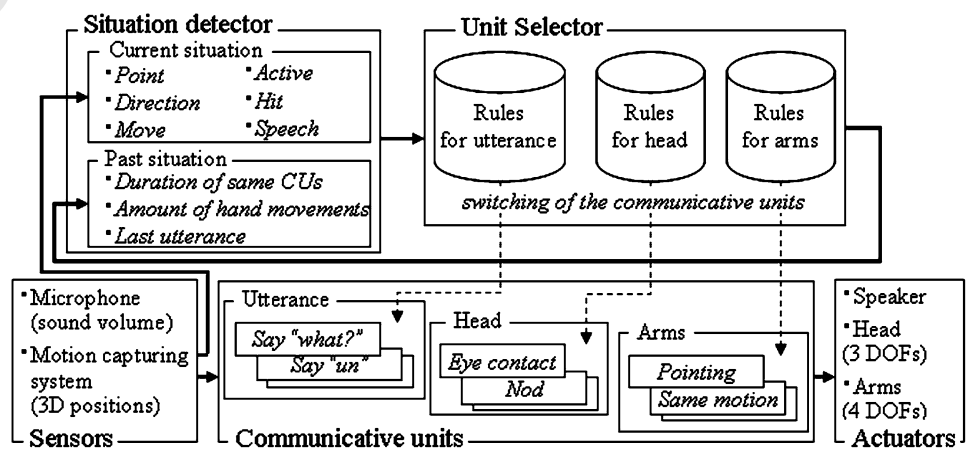 Situation detector
Current situation
• Point
• Direction
• Move
• Active
• Hit
• Speech
Past situation
• Duration of same CUs
• Amount of hand movements
• Last utterance
Unit Selector
Rules
for utterance
Rules
for head
Rules
for arms
switching of the communicative units
• Microphone
(sound volume)
• Motion capturing
system
(3D positions)
Sensors
Utterance
Say "what?"
Say "un"
Head
Eye contact
Nod
Arms
Pointing
Same motion
Communicative units
• Speaker
• Head
(3 DOFs)
• Arms
(4 DOFs)
Actuators